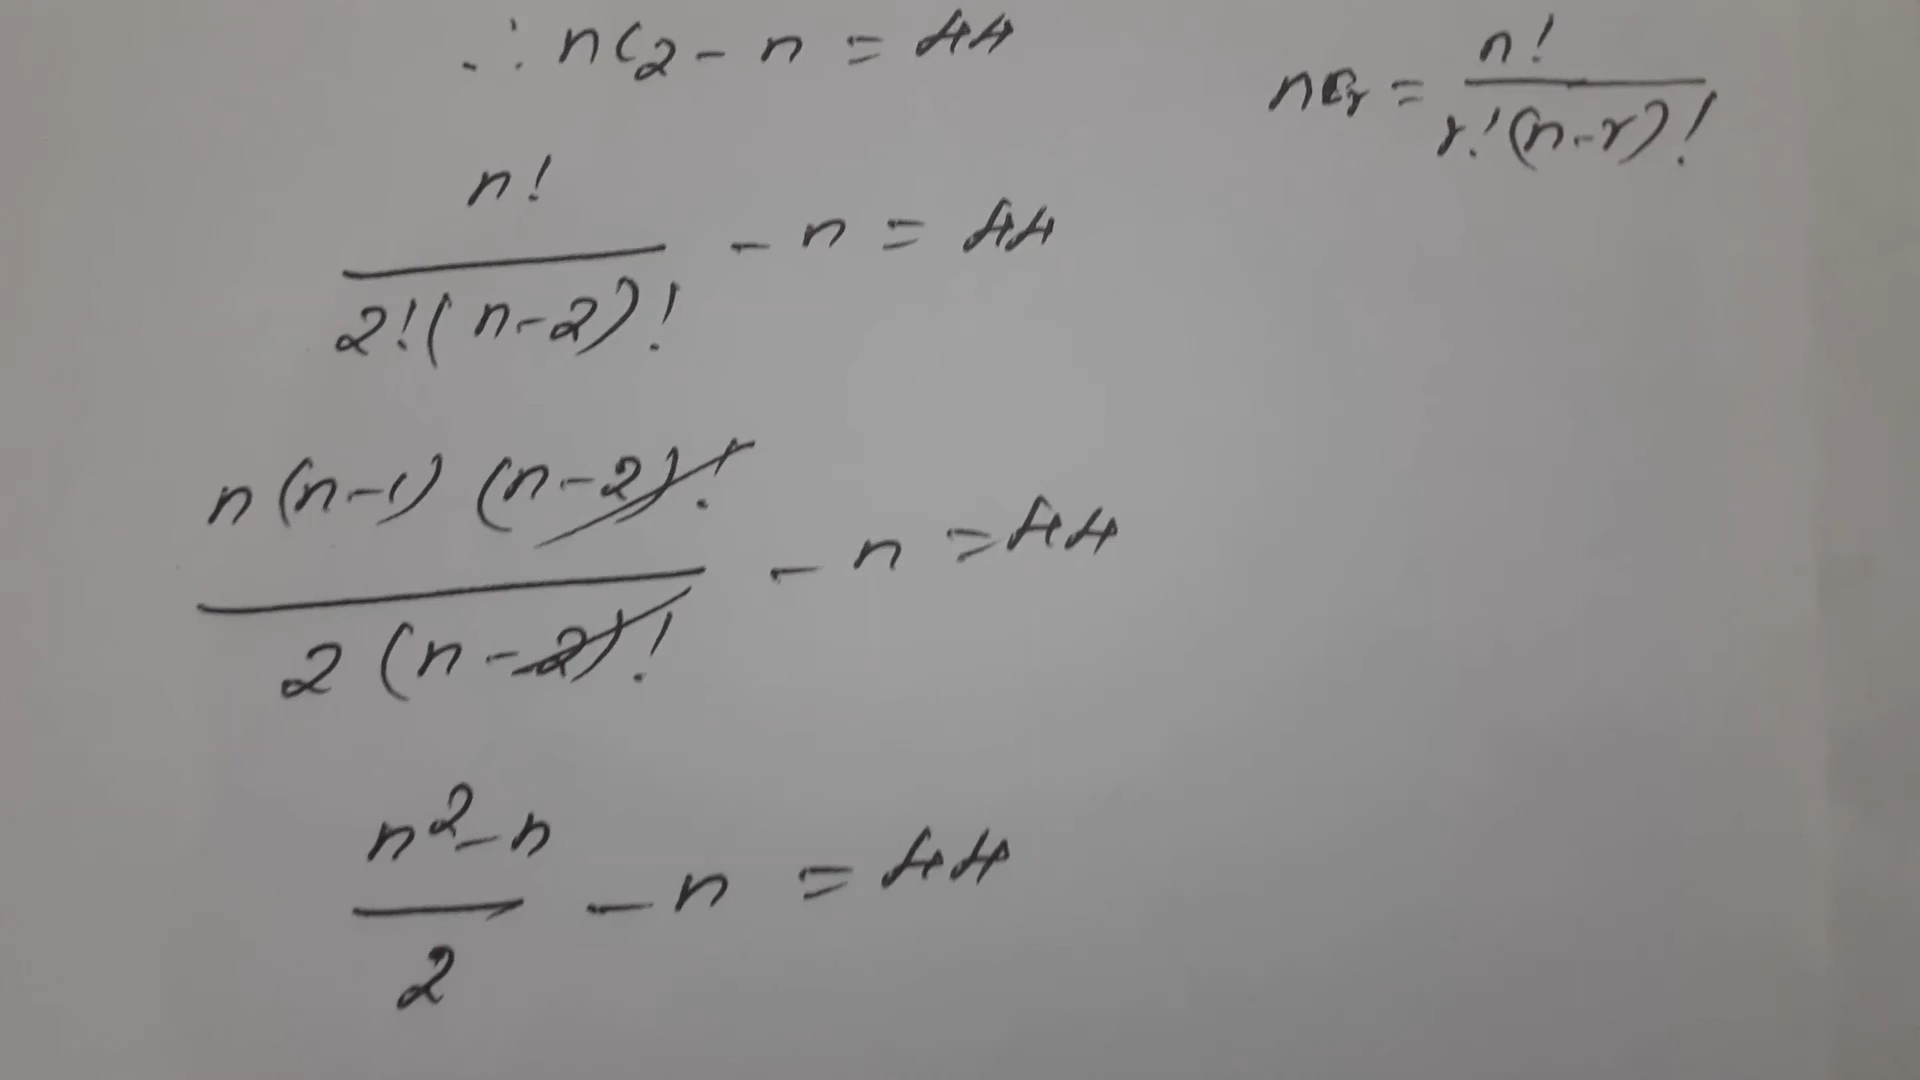 ∴ nC₂ - n = 44
nCr = n! / r!(n-r)!
n! / 2!(n-2)! - n = 44
n(n-1) (n-2)! / 2(n-2)! - n = 44
n² - n / 2 - n = 44